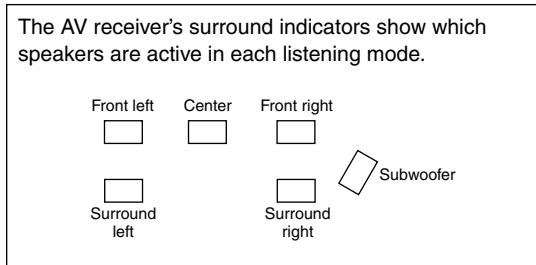 The AV receiver's surround indicators show which
speakers are active in each listening mode.
Front left
Center
Front right
Subwoofer
Surround
left
Surround
right